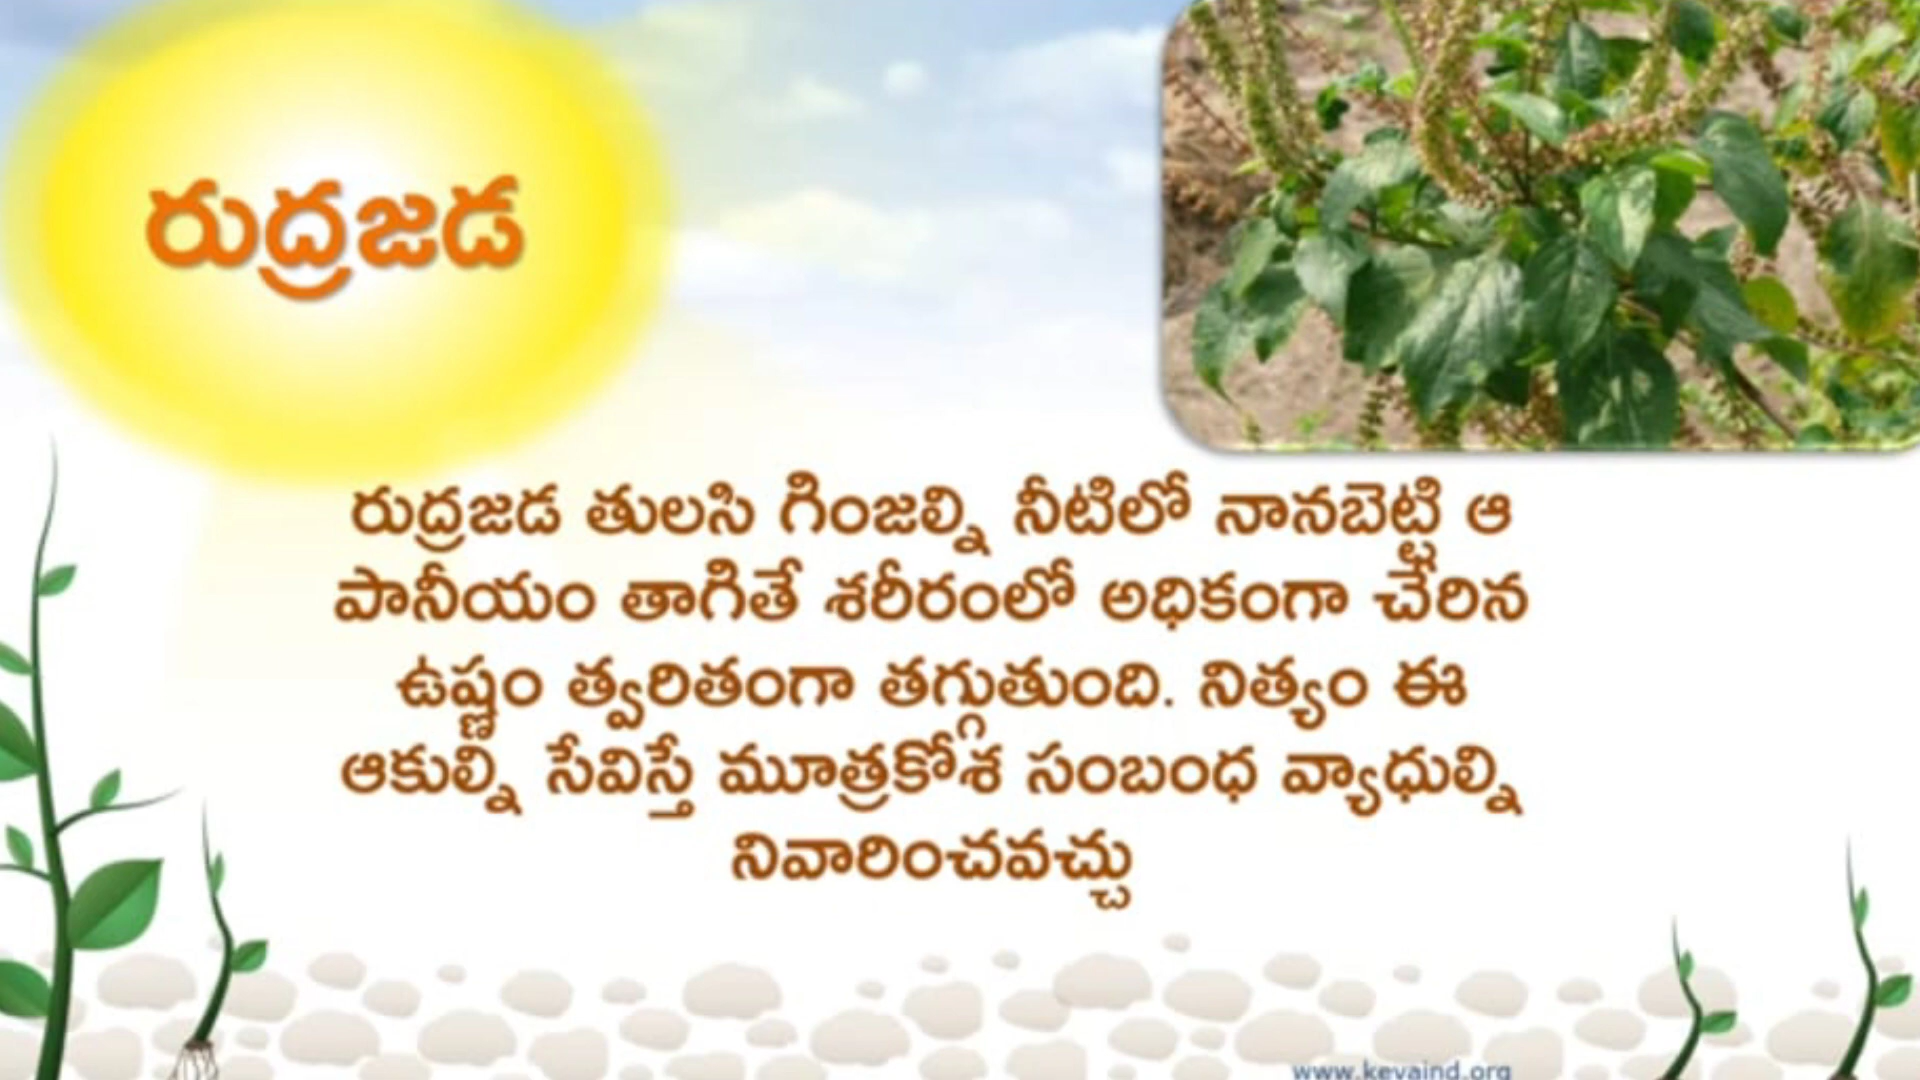 రుద్రజడ
రుద్రజడ తులసి గింజల్ని నీటిలో నానబెట్టి ఆ
పానీయం తాగితే శరీరంలో అధికంగా చేరిన
ఉష్ణం త్వరితంగా తగ్గుతుంది. నిత్యం ఈ
ఆకుల్ని సేవిస్తే మూత్రకోశ సంబంధ వ్యాధుల్ని
నివారించవచ్చు
www.kevaind.org